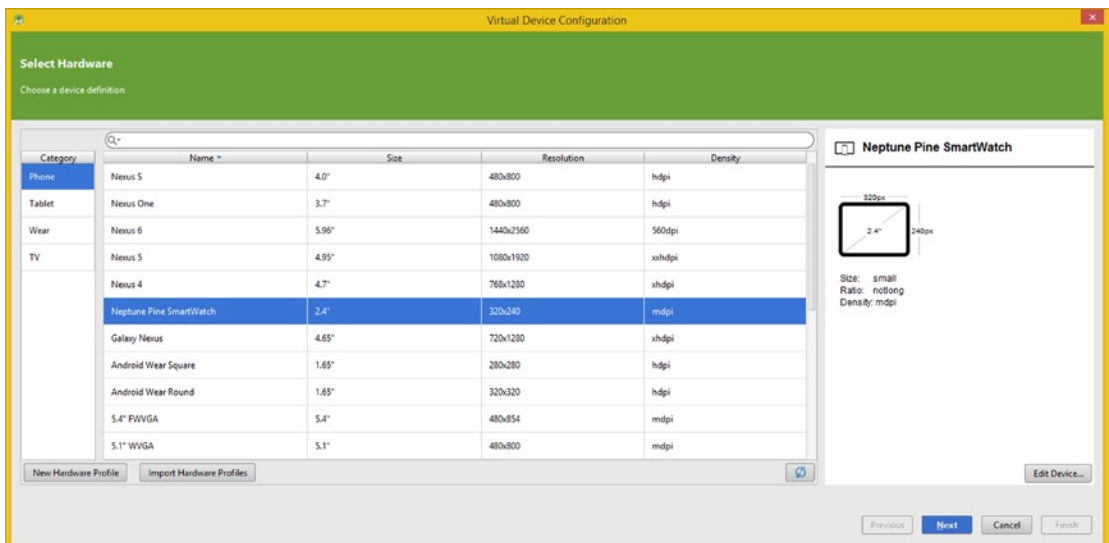 Virtual Device Configuration
Select Hardware
Choose a device definition
Category Name Size Resolution Density
Phone
Tablet
Wear
TV
Nexus S 4.0" 480x800 hdpi
Nexus One 3.7" 480x800 hdpi
Nexus 6 5.96" 1440x2560 560dpi
Nexus 5 4.95" 1080x1920 xxhdpi
Nexus 4 4.7" 768x1280 xhdpi
Neptune Pine SmartWatch 2.4" 320x240 mdpi
Galaxy Nexus 4.65" 720x1280 xhdpi
Android Wear Square 1.65" 280x280 hdpi
Android Wear Round 1.65" 320x320 hdpi
5.4" FWVGA 5.4" 480x854 mdpi
5.1" WVGA 5.1" 480x800 mdpi
New Hardware Profile Import Hardware Profiles
Neptune Pine SmartWatch
320px
2.4" 240px
Size: small
Ratio: notlong
Density: mdpi
Edit Device...
Previous Next Cancel Finish